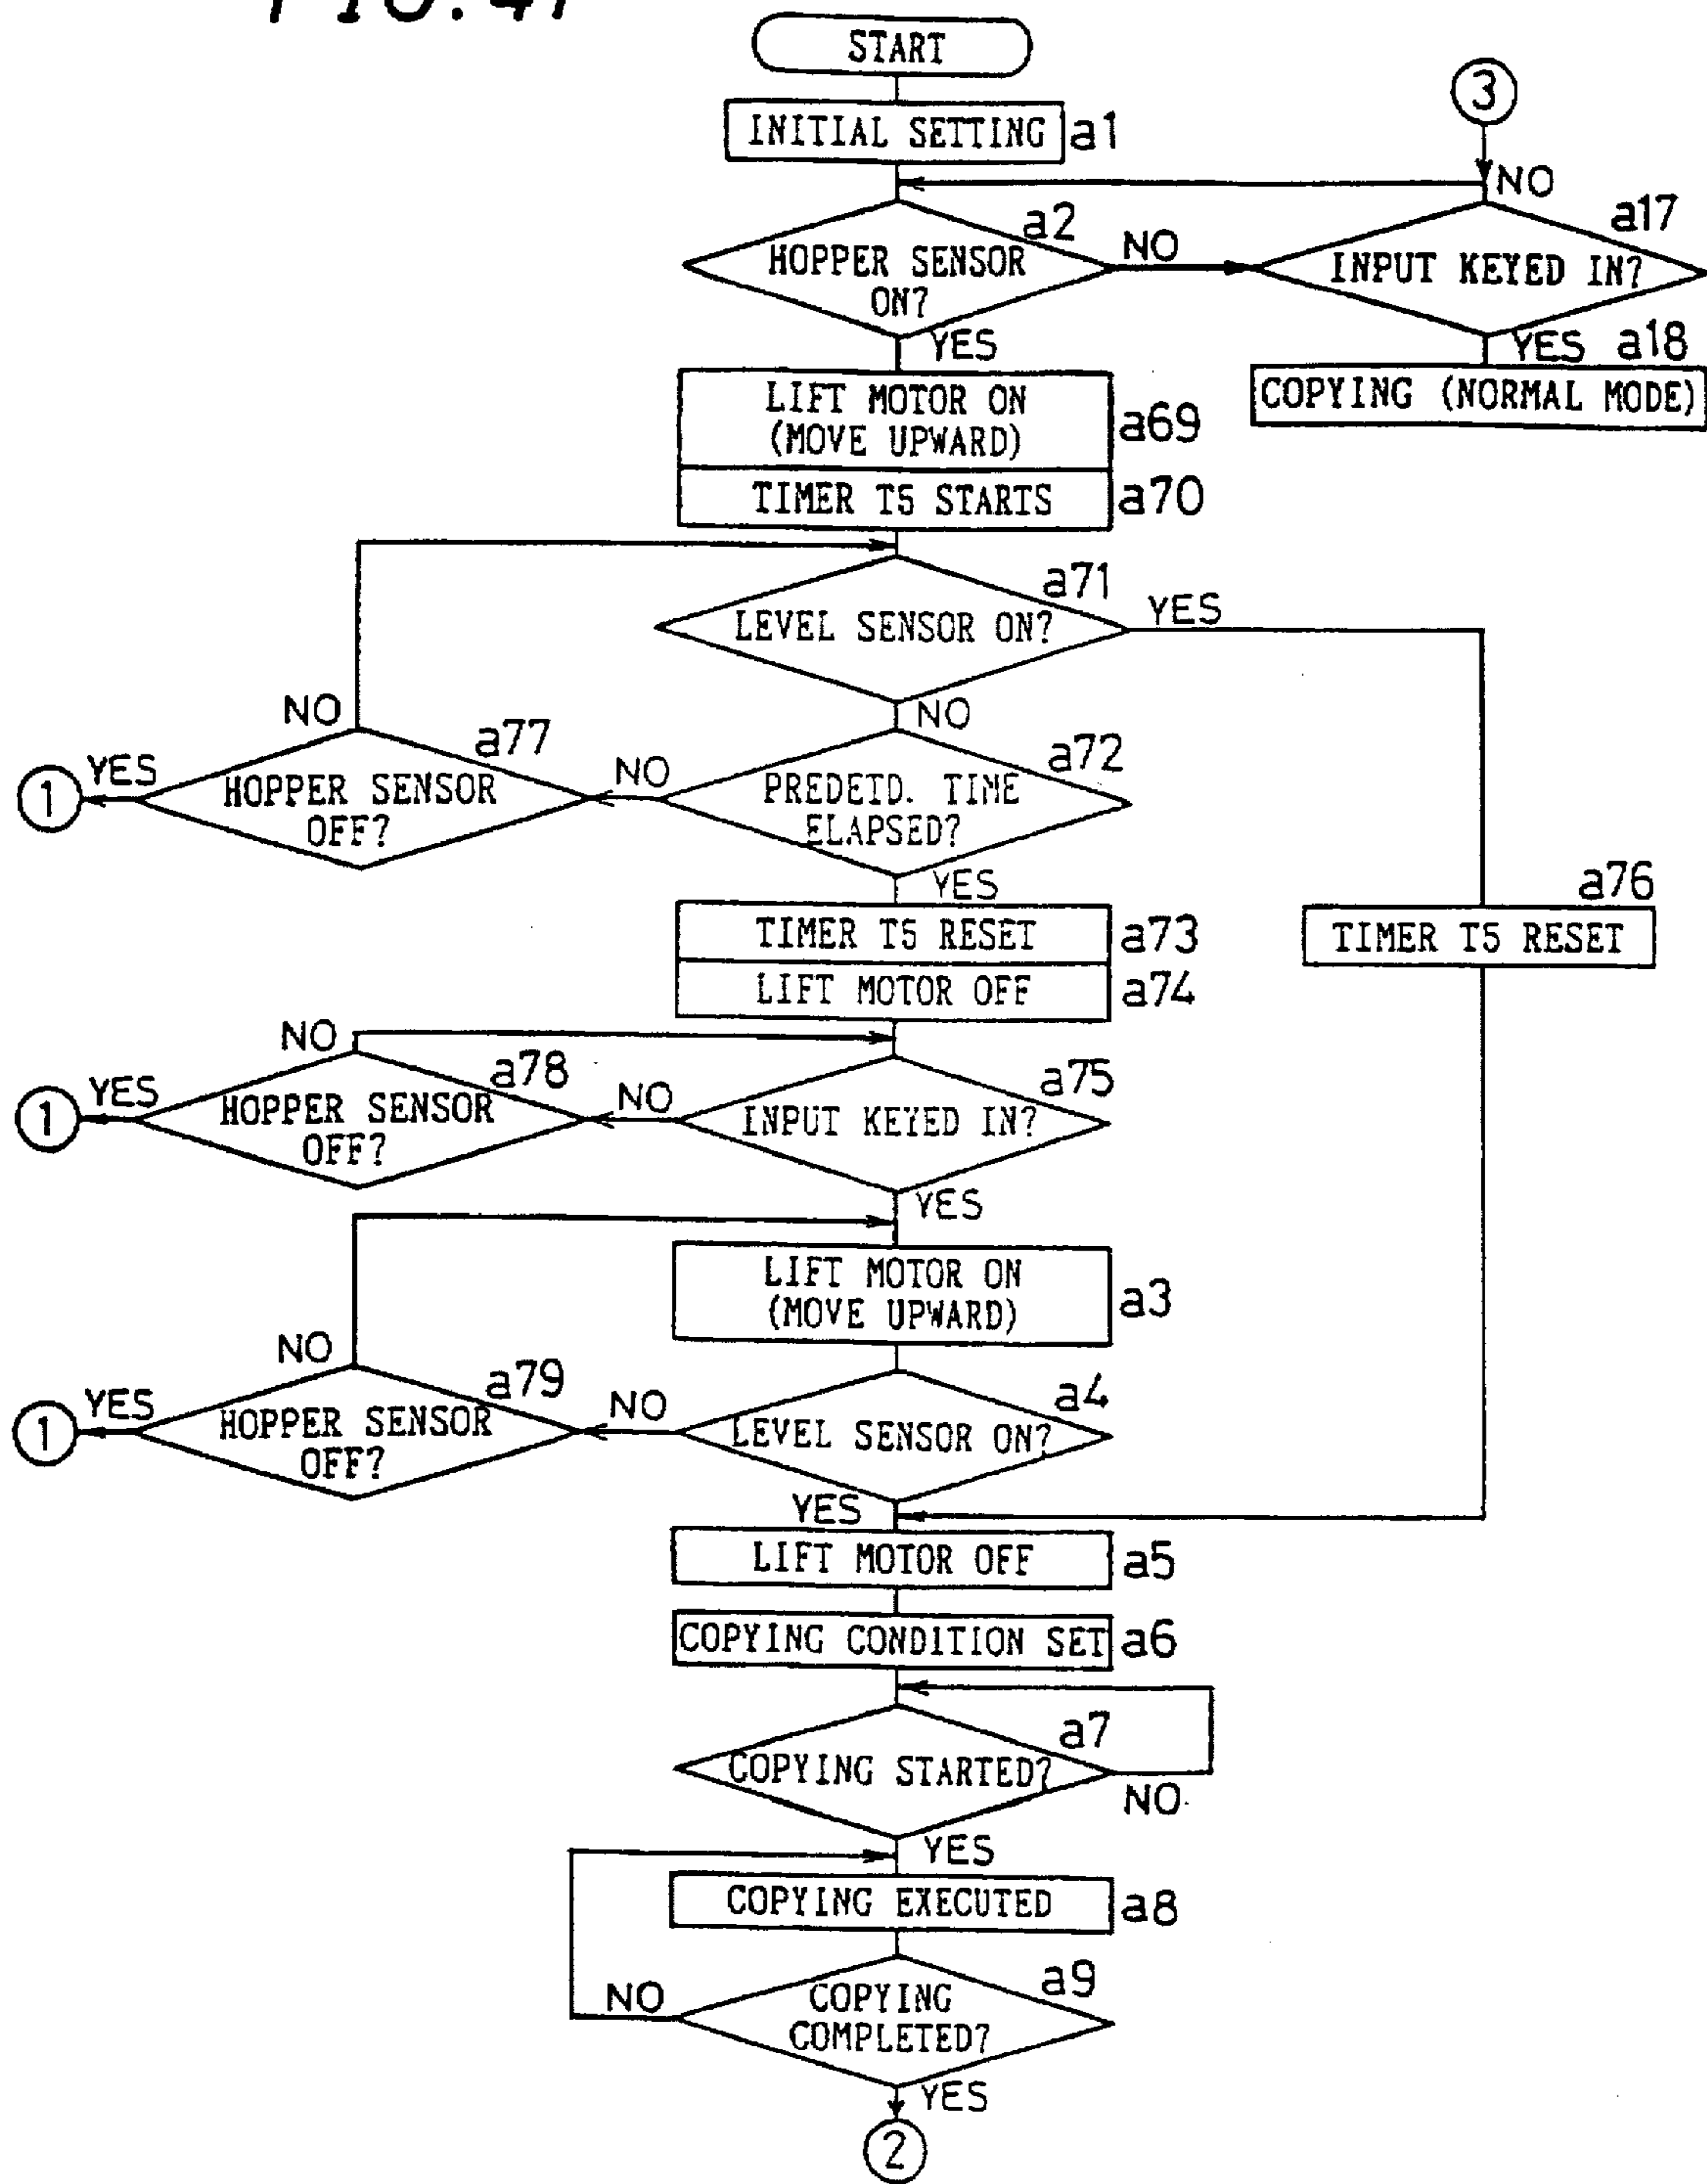 FIG. 47
START
INITIAL SETTING
a1
3
NO
a2
HOPPER SENSOR
ON?
NO
a17
INPUT KEYED IN?
YES
YES
a18
COPYING (NORMAL MODE)
LIFT MOTOR ON
(MOVE UPWARD)
a69
TIMER T5 STARTS
a70
a71
LEVEL SENSOR ON?
YES
NO
NO
a77
HOPPER SENSOR
OFF?
YES
1
NO
a72
PREDETD. TIME
ELAPSED?
YES
TIMER T5 RESET
a73
a76
TIMER T5 RESET
LIFT MOTOR OFF
a74
NO
a78
HOPPER SENSOR
OFF?
YES
1
NO
a75
INPUT KEYED IN?
YES
LIFT MOTOR ON
(MOVE UPWARD)
a3
NO
a79
HOPPER SENSOR
OFF?
YES
1
NO
a4
LEVEL SENSOR ON?
YES
LIFT MOTOR OFF
a5
COPYING CONDITION SET
a6
a7
COPYING STARTED?
NO
YES
COPYING EXECUTED
a8
NO
a9
COPYING
COMPLETED?
YES
2